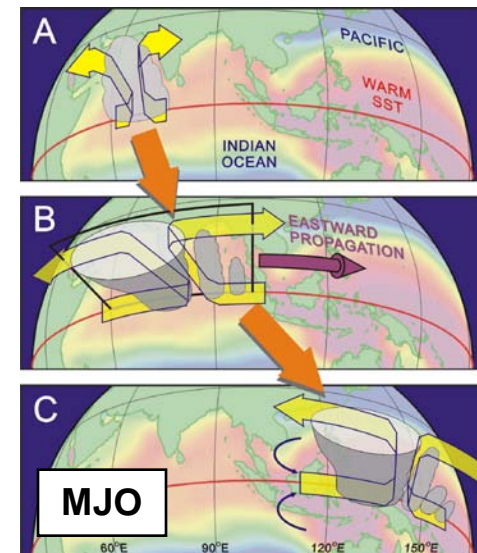 A
PACIFIC
WARM
SST
INDIAN
OCEAN
B
EASTWARD
PROPAGATION
C
MJO
60°E 90°E 120°E 150°E